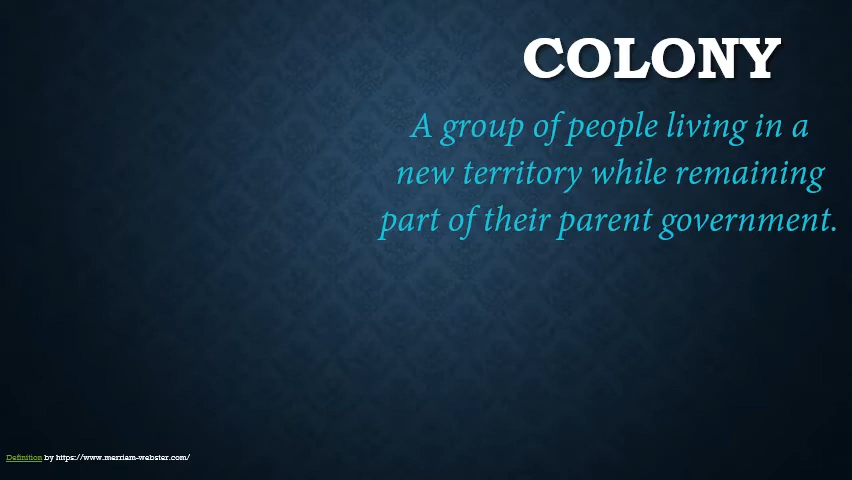 COLONY
A group of people living in a
new territory while remaining
part of their parent government.
Definition by https://www.merriam-webster.com/